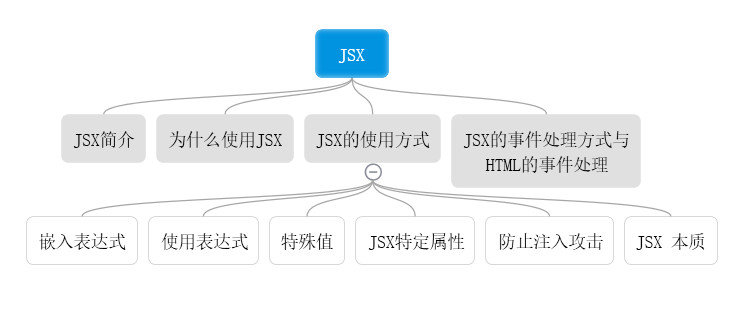 JSX
JSX简介
为什么使用JSX
JSX的使用方式
JSX的事件处理方式与
HTML的事件处理
嵌入表达式
使用表达式
特殊值
JSX特定属性
防止注入攻击
JSX 本质